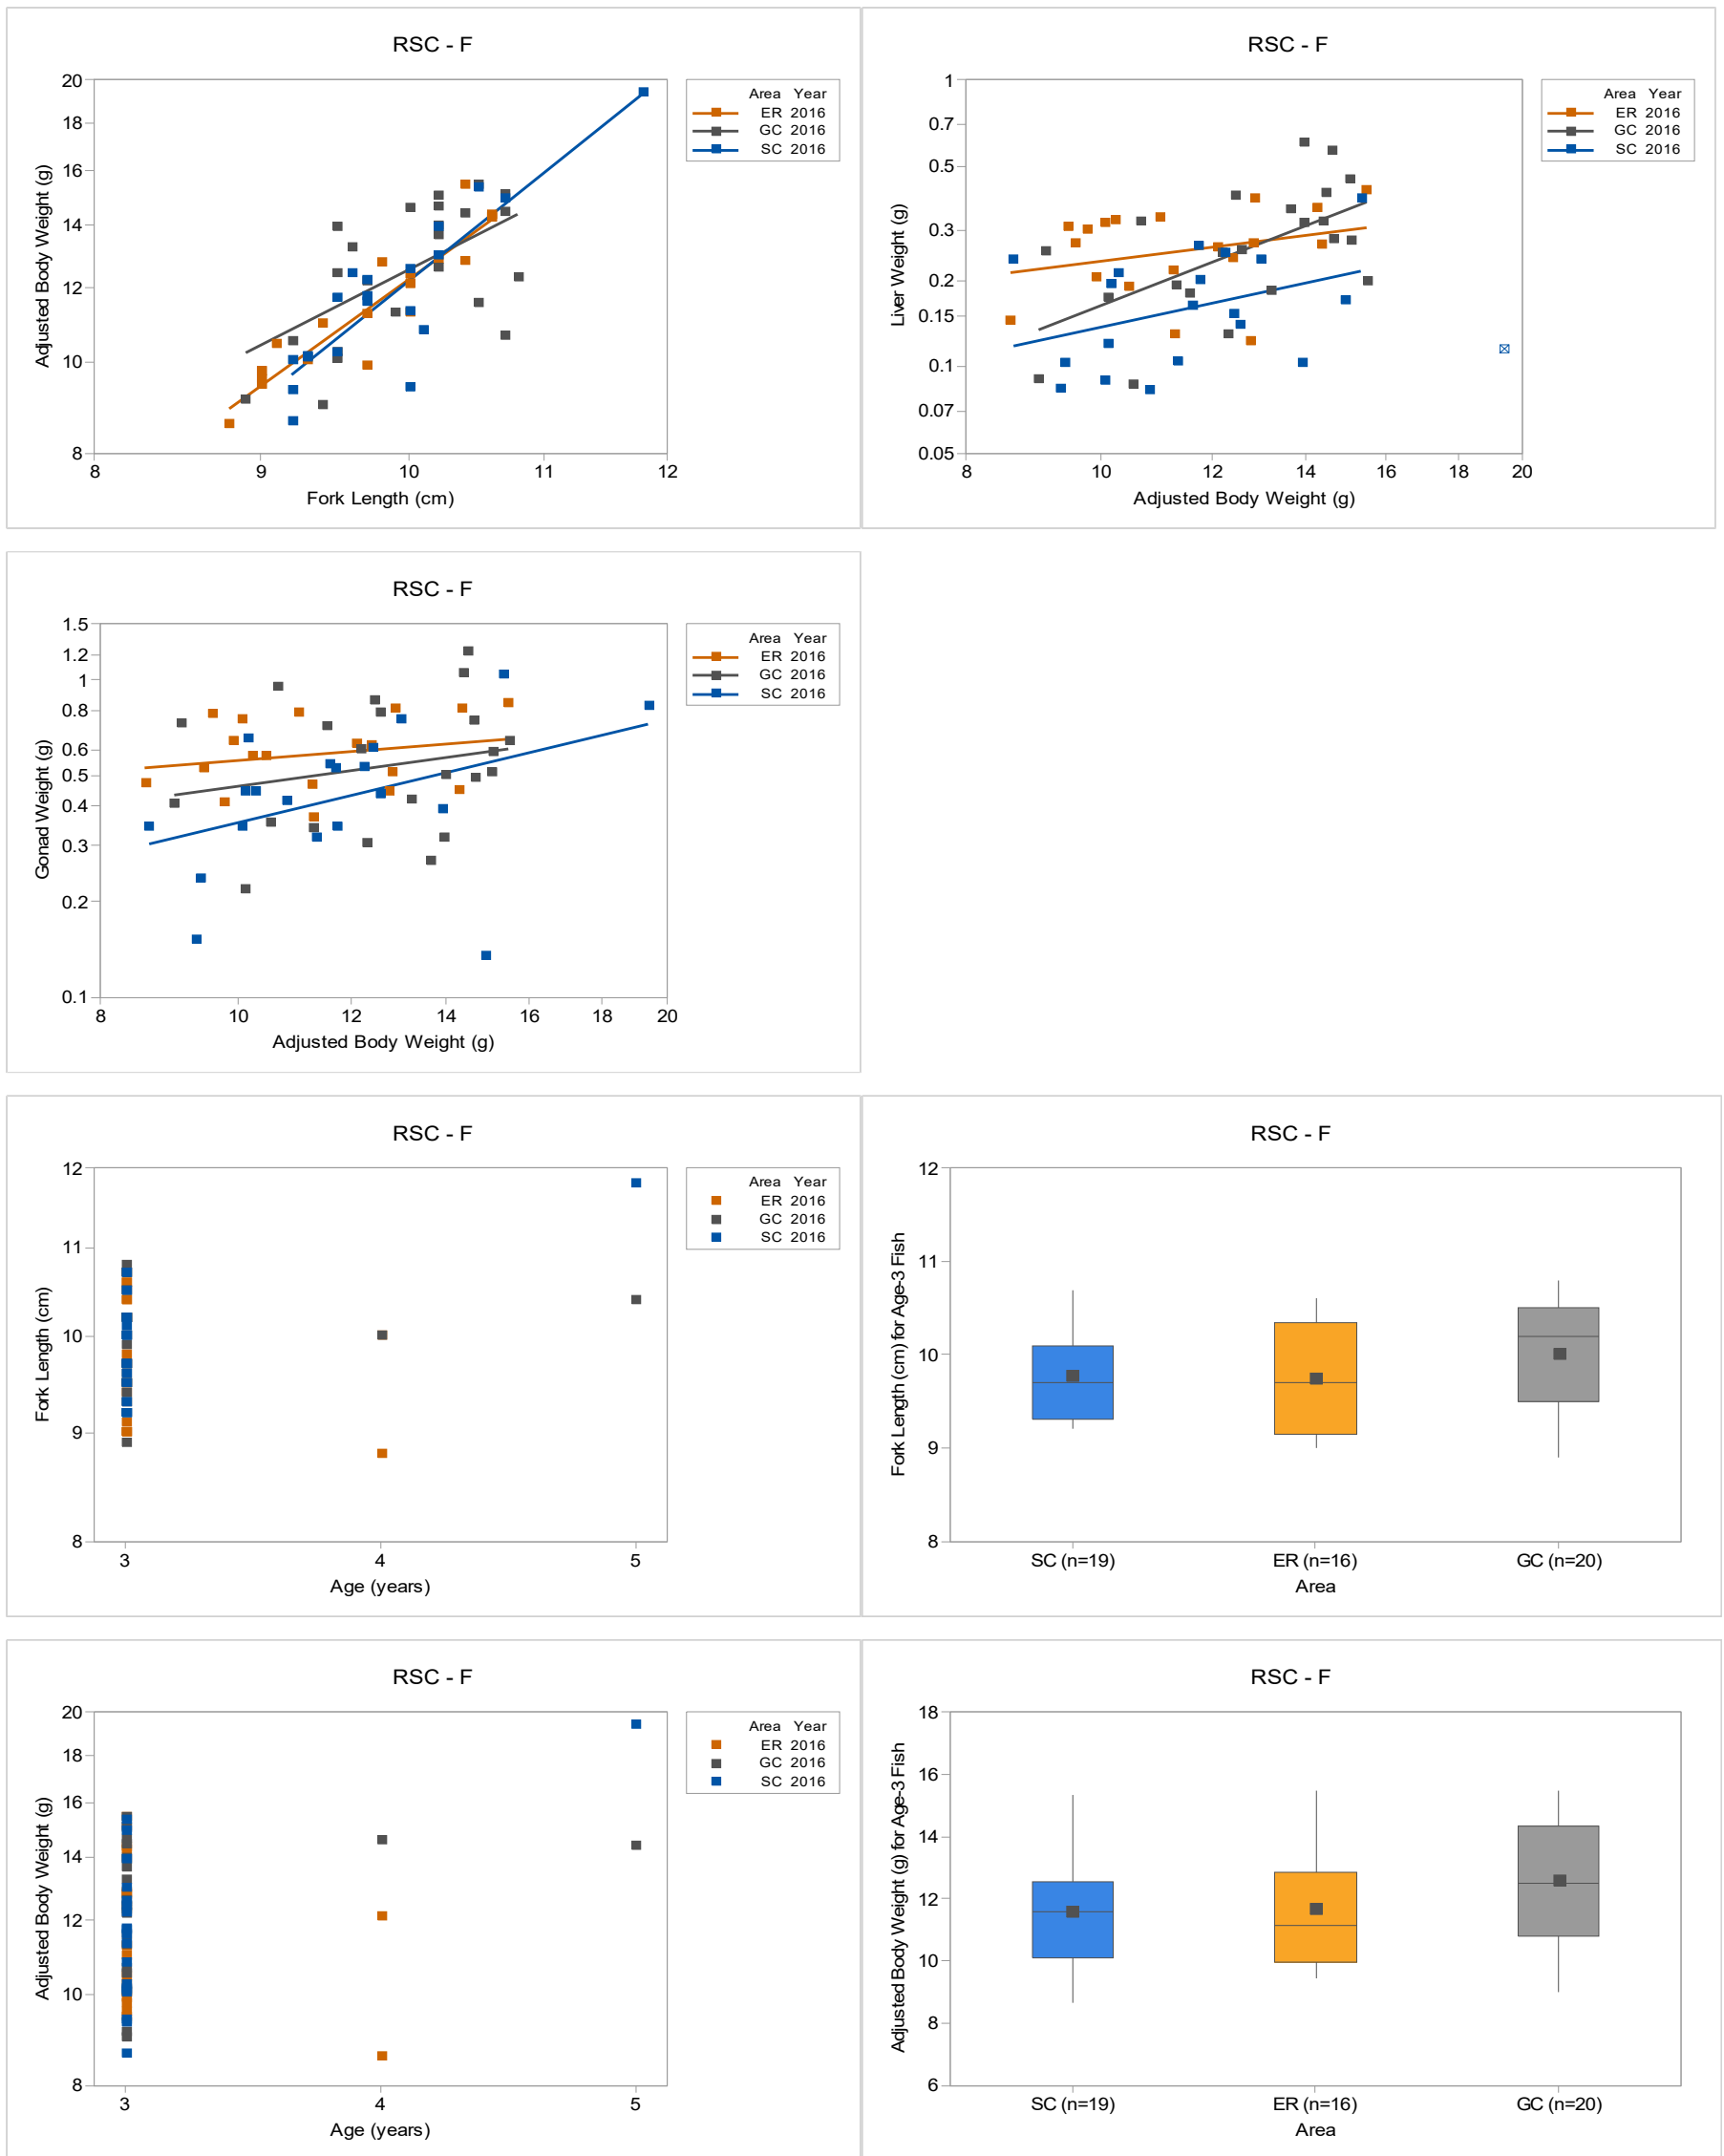 RSC - F
20
18
16
14
12
10
8
8 9 10 11 12
Adjusted Body Weight (g)
Fork Length (cm)
Area Year
ER 2016
GC 2016
SC 2016
RSC - F
1
0.7
0.5
0.3
0.2
0.15
0.1
0.07
0.05
8 10 12 14 16 18 20
Liver Weight (g)
Adjusted Body Weight (g)
Area Year
ER 2016
GC 2016
SC 2016
RSC - F
1.5
1.2
1
0.8
0.6
0.5
0.4
0.3
0.2
0.1
8 10 12 14 16 18 20
Gonad Weight (g)
Adjusted Body Weight (g)
Area Year
ER 2016
GC 2016
SC 2016
RSC - F
12
11
10
9
8
3 4 5
Fork Length (cm)
Age (years)
Area Year
ER 2016
GC 2016
SC 2016
RSC - F
12
11
10
9
8
Fork Length (cm) for Age-3 Fish
SC (n=19) ER (n=16) GC (n=20)
Area
RSC - F
20
18
16
14
12
10
8
3 4 5
Adjusted Body Weight (g)
Age (years)
Area Year
ER 2016
GC 2016
SC 2016
RSC - F
18
16
14
12
10
8
6
Adjusted Body Weight (g) for Age-3 Fish
SC (n=19) ER (n=16) GC (n=20)
Area